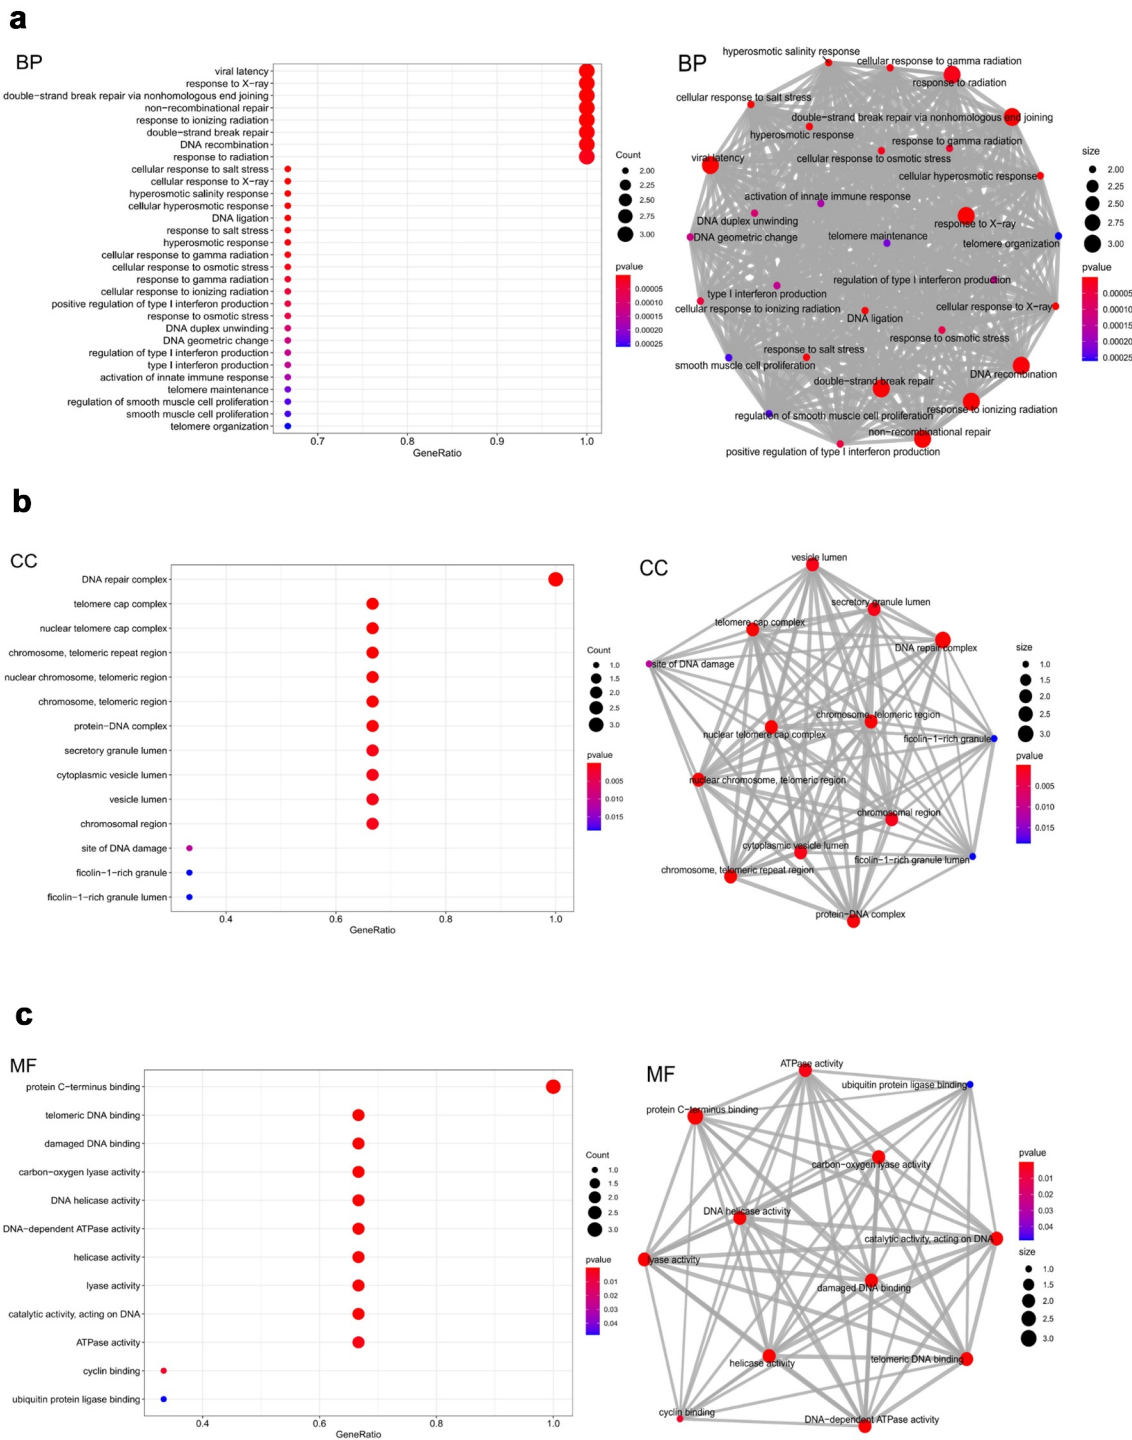 a
BP
viral latency
response to X−ray
double−strand break repair via nonhomologous end joining
non−recombinational repair
response to ionizing radiation
double−strand break repair
DNA recombination
response to radiation
cellular response to salt stress
cellular response to X−ray
hyperosmotic salinity response
cellular hyperosmotic response
DNA ligation
response to salt stress
hyperosmotic response
cellular response to gamma radiation
cellular response to osmotic stress
response to gamma radiation
cellular response to ionizing radiation
positive regulation of type I interferon production
response to osmotic stress
DNA duplex unwinding
DNA geometric change
regulation of type I interferon production
type I interferon production
activation of innate immune response
telomere maintenance
regulation of smooth muscle cell proliferation
smooth muscle cell proliferation
telomere organization
0.7 0.8 0.9 1.0
GeneRatio
Count
2.00
2.25
2.50
2.75
3.00
pvalue
0.00005
0.00010
0.00015
0.00020
0.00025
BP
hyperosmotic salinity response
cellular response to gamma radiation
response to radiation
cellular response to salt stress
double−strand break repair via nonhomologous end joining
hyperosmotic response
response to gamma radiation
viral latency
cellular response to osmotic stress
cellular hyperosmotic response
activation of innate immune response
DNA duplex unwinding
response to X−ray
DNA geometric change
telomere maintenance
telomere organization
regulation of type I interferon production
type I interferon production
cellular response to ionizing radiation
cellular response to X−ray
DNA ligation
response to osmotic stress
response to salt stress
smooth muscle cell proliferation
DNA recombination
double−strand break repair
regulation of smooth muscle cell proliferation
response to ionizing radiation
non−recombinational repair
positive regulation of type I interferon production
size
2.00
2.25
2.50
2.75
3.00
pvalue
0.00005
0.00010
0.00015
0.00020
0.00025
b
CC
DNA repair complex
telomere cap complex
nuclear telomere cap complex
chromosome, telomeric repeat region
nuclear chromosome, telomeric region
chromosome, telomeric region
protein−DNA complex
secretory granule lumen
cytoplasmic vesicle lumen
vesicle lumen
chromosomal region
site of DNA damage
ficolin−1−rich granule
ficolin−1−rich granule lumen
0.4 0.6 0.8 1.0
GeneRatio
Count
1.0
1.5
2.0
2.5
3.0
pvalue
0.005
0.010
0.015
CC
vesicle lumen
secretory granule lumen
telomere cap complex
DNA repair complex
site of DNA damage
chromosome, telomeric region
nuclear telomere cap complex
ficolin−1−rich granule
nuclear chromosome, telomeric region
chromosomal region
cytoplasmic vesicle lumen
ficolin−1−rich granule lumen
chromosome, telomeric repeat region
protein−DNA complex
size
1.0
1.5
2.0
2.5
3.0
pvalue
0.005
0.010
0.015
c
MF
protein C−terminus binding
telomeric DNA binding
damaged DNA binding
carbon−oxygen lyase activity
DNA helicase activity
DNA−dependent ATPase activity
helicase activity
lyase activity
catalytic activity, acting on DNA
ATPase activity
cyclin binding
ubiquitin protein ligase binding
0.4 0.6 0.8 1.0
GeneRatio
Count
1.0
1.5
2.0
2.5
3.0
pvalue
0.01
0.02
0.03
0.04
MF
ATPase activity
ubiquitin protein ligase binding
protein C−terminus binding
carbon−oxygen lyase activity
DNA helicase activity
catalytic activity, acting on DNA
lyase activity
damaged DNA binding
helicase activity
telomeric DNA binding
cyclin binding
DNA−dependent ATPase activity
pvalue
0.01
0.02
0.03
0.04
size
1.0
1.5
2.0
2.5
3.0